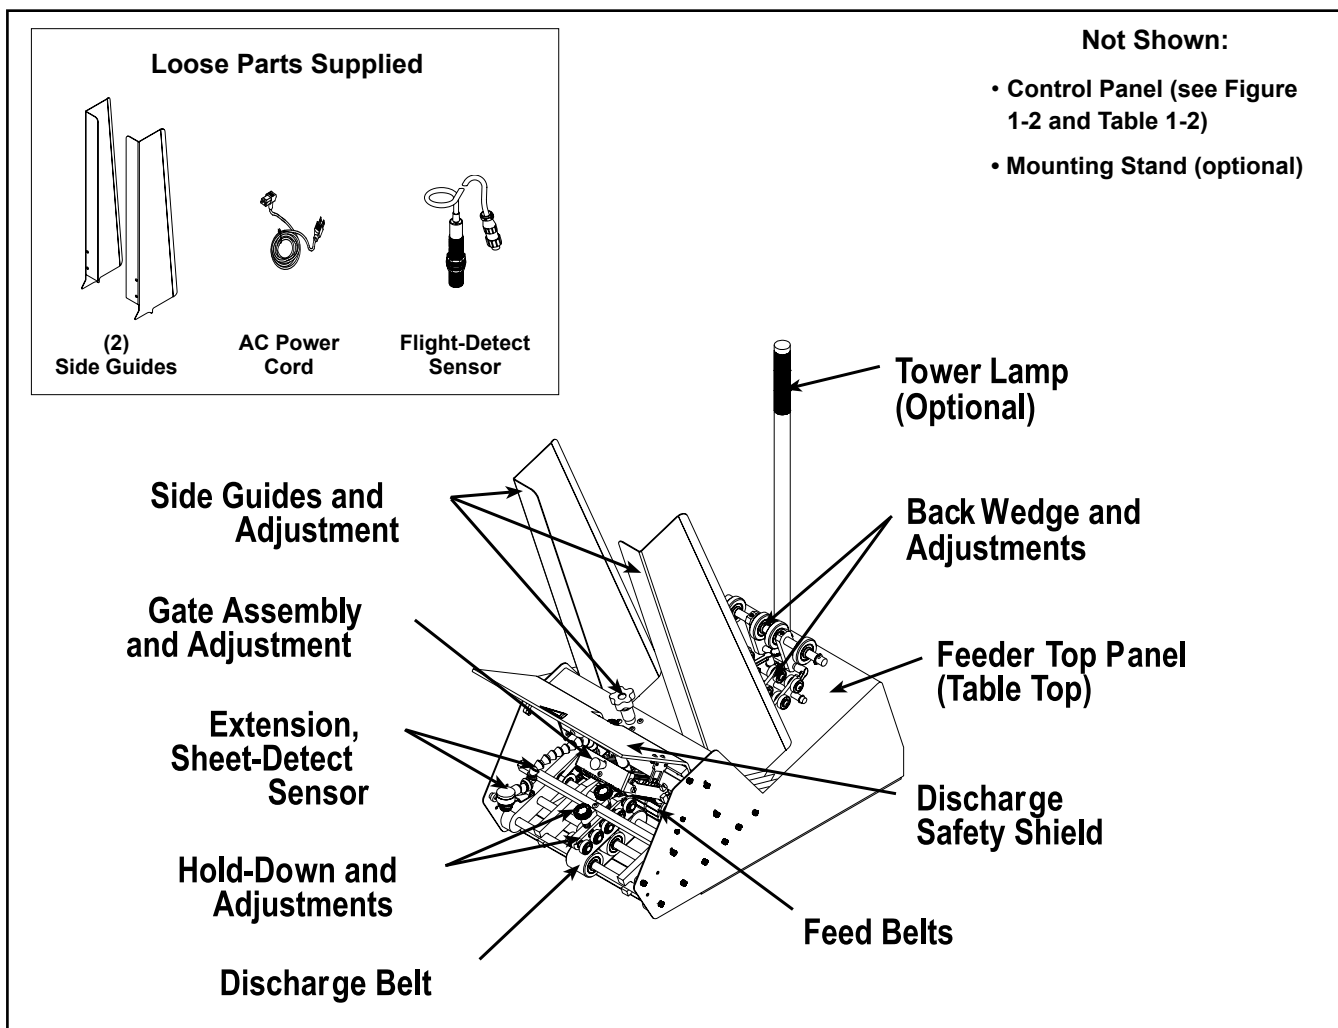 Loose Parts Supplied
(2)
Side Guides
AC Power
Cord
Flight-Detect
Sensor
Not Shown:
• Control Panel (see Figure
1-2 and Table 1-2)
• Mounting Stand (optional)
Tower Lamp
(Optional)
Side Guides and
Adjustment
Back Wedge and
Adjustments
Gate Assembly
and Adjustment
Feeder Top Panel
(Table Top)
Extension,
Sheet-Detect
Sensor
Discharge
Safety Shield
Hold-Down and
Adjustments
Feed Belts
Discharge Belt